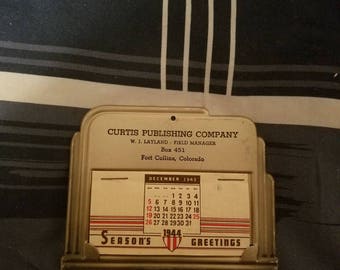 CURTIS PUBLISHING COMPANY
W. J. LAYLAND - FIELD MANAGER
Box 451
Fort Collins, Colorado
DECEMBER 1943
1 2 3 4
5 6 7 8 9 10 11
12 13 14 15 16 17 18
19 20 21 22 23 24 25
26 27 28 29 30 31
1944
SEASON'S GREETINGS